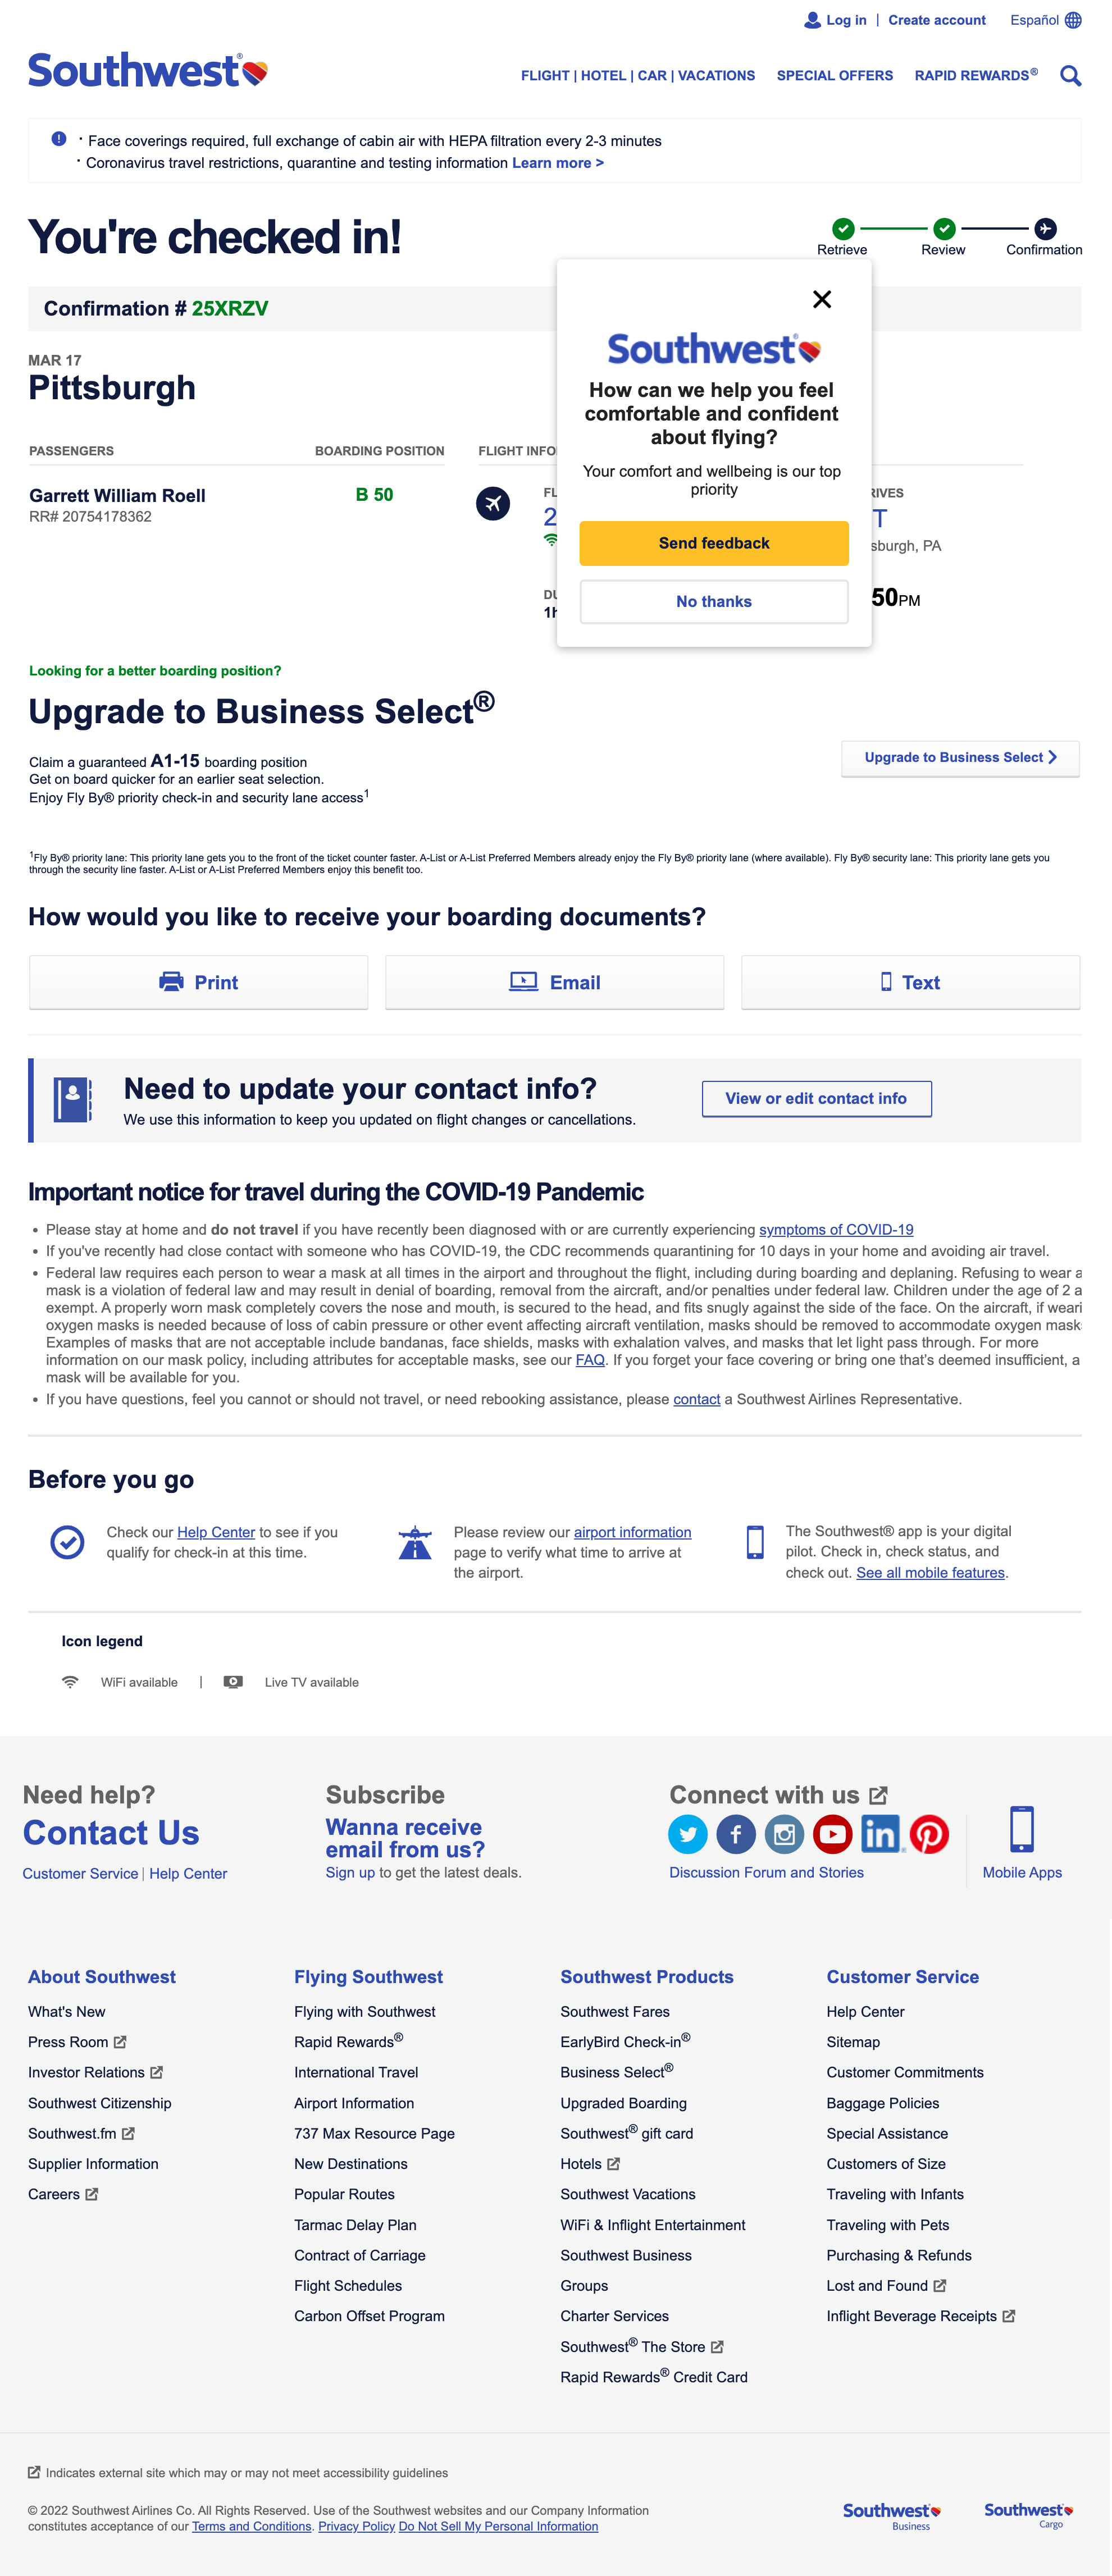 Log in | Create account Español
Southwest®
FLIGHT | HOTEL | CAR | VACATIONS SPECIAL OFFERS RAPID REWARDS®
· Face coverings required, full exchange of cabin air with HEPA filtration every 2-3 minutes
· Coronavirus travel restrictions, quarantine and testing information Learn more >
You're checked in!
Retrieve Review Confirmation
Confirmation # 25XRZV
MAR 17
Pittsburgh
PASSENGERS BOARDING POSITION FLIGHT INFO
Garrett William Roell B 50
RR# 20754178362
FL
2
DU
1h
RIVES
T
sburgh, PA
50PM
Southwest®
How can we help you feel
comfortable and confident
about flying?
Your comfort and wellbeing is our top
priority
Send feedback
No thanks
Looking for a better boarding position?
Upgrade to Business Select®
Claim a guaranteed A1-15 boarding position
Get on board quicker for an earlier seat selection.
Enjoy Fly By® priority check-in and security lane access1
Upgrade to Business Select
1Fly By® priority lane: This priority lane gets you to the front of the ticket counter faster. A-List or A-List Preferred Members already enjoy the Fly By® priority lane (where available). Fly By® security lane: This priority lane gets you
through the security line faster. A-List or A-List Preferred Members enjoy this benefit too.
How would you like to receive your boarding documents?
Print Email Text
Need to update your contact info?
We use this information to keep you updated on flight changes or cancellations.
View or edit contact info
Important notice for travel during the COVID-19 Pandemic
• Please stay at home and do not travel if you have recently been diagnosed with or are currently experiencing symptoms of COVID-19
• If you've recently had close contact with someone who has COVID-19, the CDC recommends quarantining for 10 days in your home and avoiding air travel.
• Federal law requires each person to wear a mask at all times in the airport and throughout the flight, including during boarding and deplaning. Refusing to wear a
mask is a violation of federal law and may result in denial of boarding, removal from the aircraft, and/or penalties under federal law. Children under the age of 2 a
exempt. A properly worn mask completely covers the nose and mouth, is secured to the head, and fits snugly against the side of the face. On the aircraft, if weari
oxygen masks is needed because of loss of cabin pressure or other event affecting aircraft ventilation, masks should be removed to accommodate oxygen mask
Examples of masks that are not acceptable include bandanas, face shields, masks with exhalation valves, and masks that let light pass through. For more
information on our mask policy, including attributes for acceptable masks, see our FAQ. If you forget your face covering or bring one that's deemed insufficient, a
mask will be available for you.
• If you have questions, feel you cannot or should not travel, or need rebooking assistance, please contact a Southwest Airlines Representative.
Before you go
Check our Help Center to see if you
qualify for check-in at this time.
Please review our airport information
page to verify what time to arrive at
the airport.
The Southwest® app is your digital
pilot. Check in, check status, and
check out. See all mobile features.
Icon legend
WiFi available | Live TV available
Need help?
Contact Us
Customer Service | Help Center
Subscribe
Wanna receive
email from us?
Sign up to get the latest deals.
Connect with us
Discussion Forum and Stories
Mobile Apps
About Southwest
What's New
Press Room
Investor Relations
Southwest Citizenship
Southwest.fm
Supplier Information
Careers
Flying Southwest
Flying with Southwest
Rapid Rewards®
International Travel
Airport Information
737 Max Resource Page
New Destinations
Popular Routes
Tarmac Delay Plan
Contract of Carriage
Flight Schedules
Carbon Offset Program
Southwest Products
Southwest Fares
EarlyBird Check-in®
Business Select®
Upgraded Boarding
Southwest® gift card
Hotels
Southwest Vacations
WiFi & Inflight Entertainment
Southwest Business
Groups
Charter Services
Southwest® The Store
Rapid Rewards® Credit Card
Customer Service
Help Center
Sitemap
Customer Commitments
Baggage Policies
Special Assistance
Customers of Size
Traveling with Infants
Traveling with Pets
Purchasing & Refunds
Lost and Found
Inflight Beverage Receipts
Indicates external site which may or may not meet accessibility guidelines
© 2022 Southwest Airlines Co. All Rights Reserved. Use of the Southwest websites and our Company Information
constitutes acceptance of our Terms and Conditions. Privacy Policy Do Not Sell My Personal Information
Southwest Business
Southwest Cargo